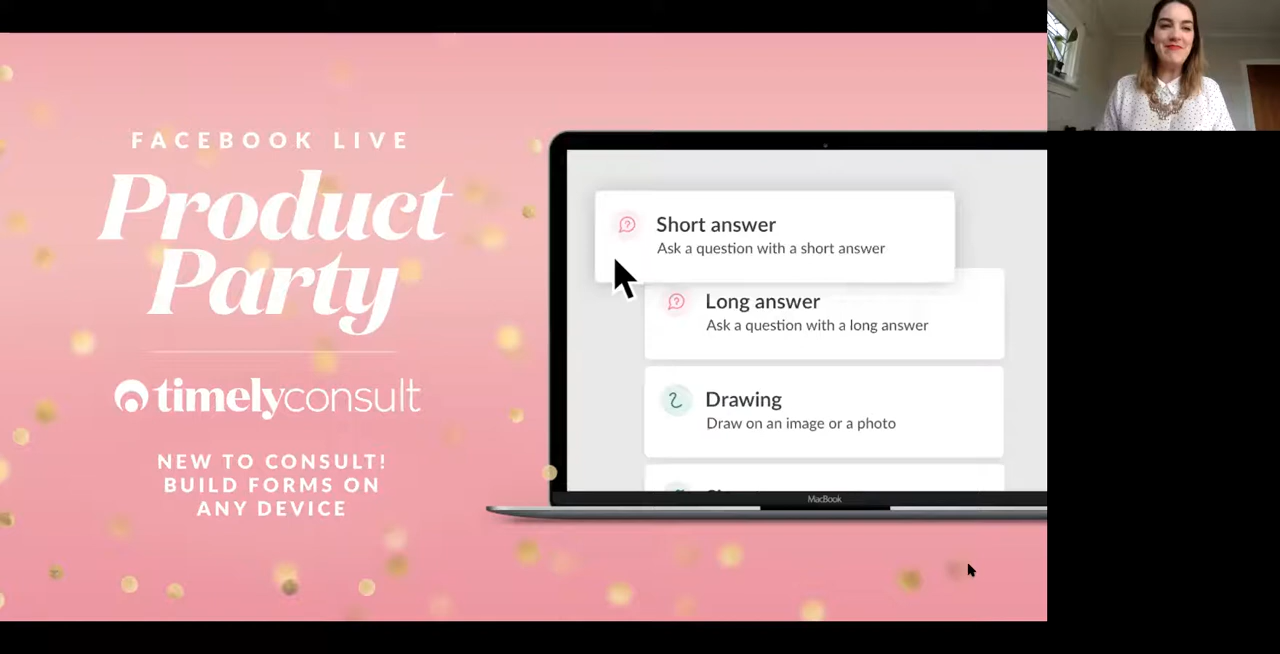 FACEBOOK LIVE
Product
Party
timelyconsult
NEW TO CONSULT!
BUILD FORMS ON
ANY DEVICE
Short answer
Ask a question with a short answer
Long answer
Ask a question with a long answer
Drawing
Draw on an image or a photo
MacBook